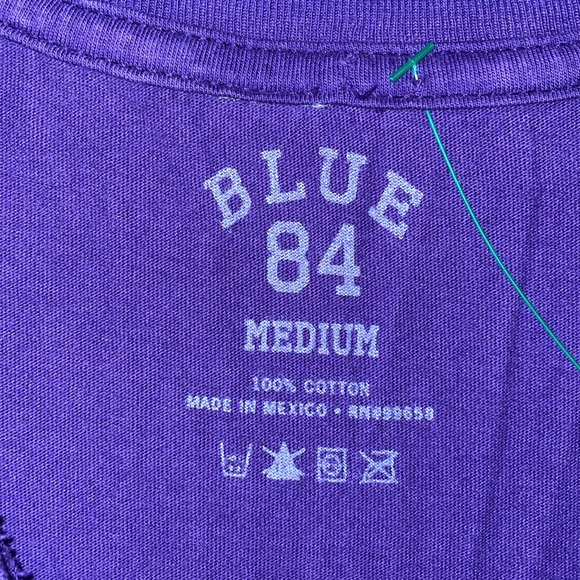 BLUE
84
MEDIUM
100% COTTON
MADE IN MEXICO • RN#99658